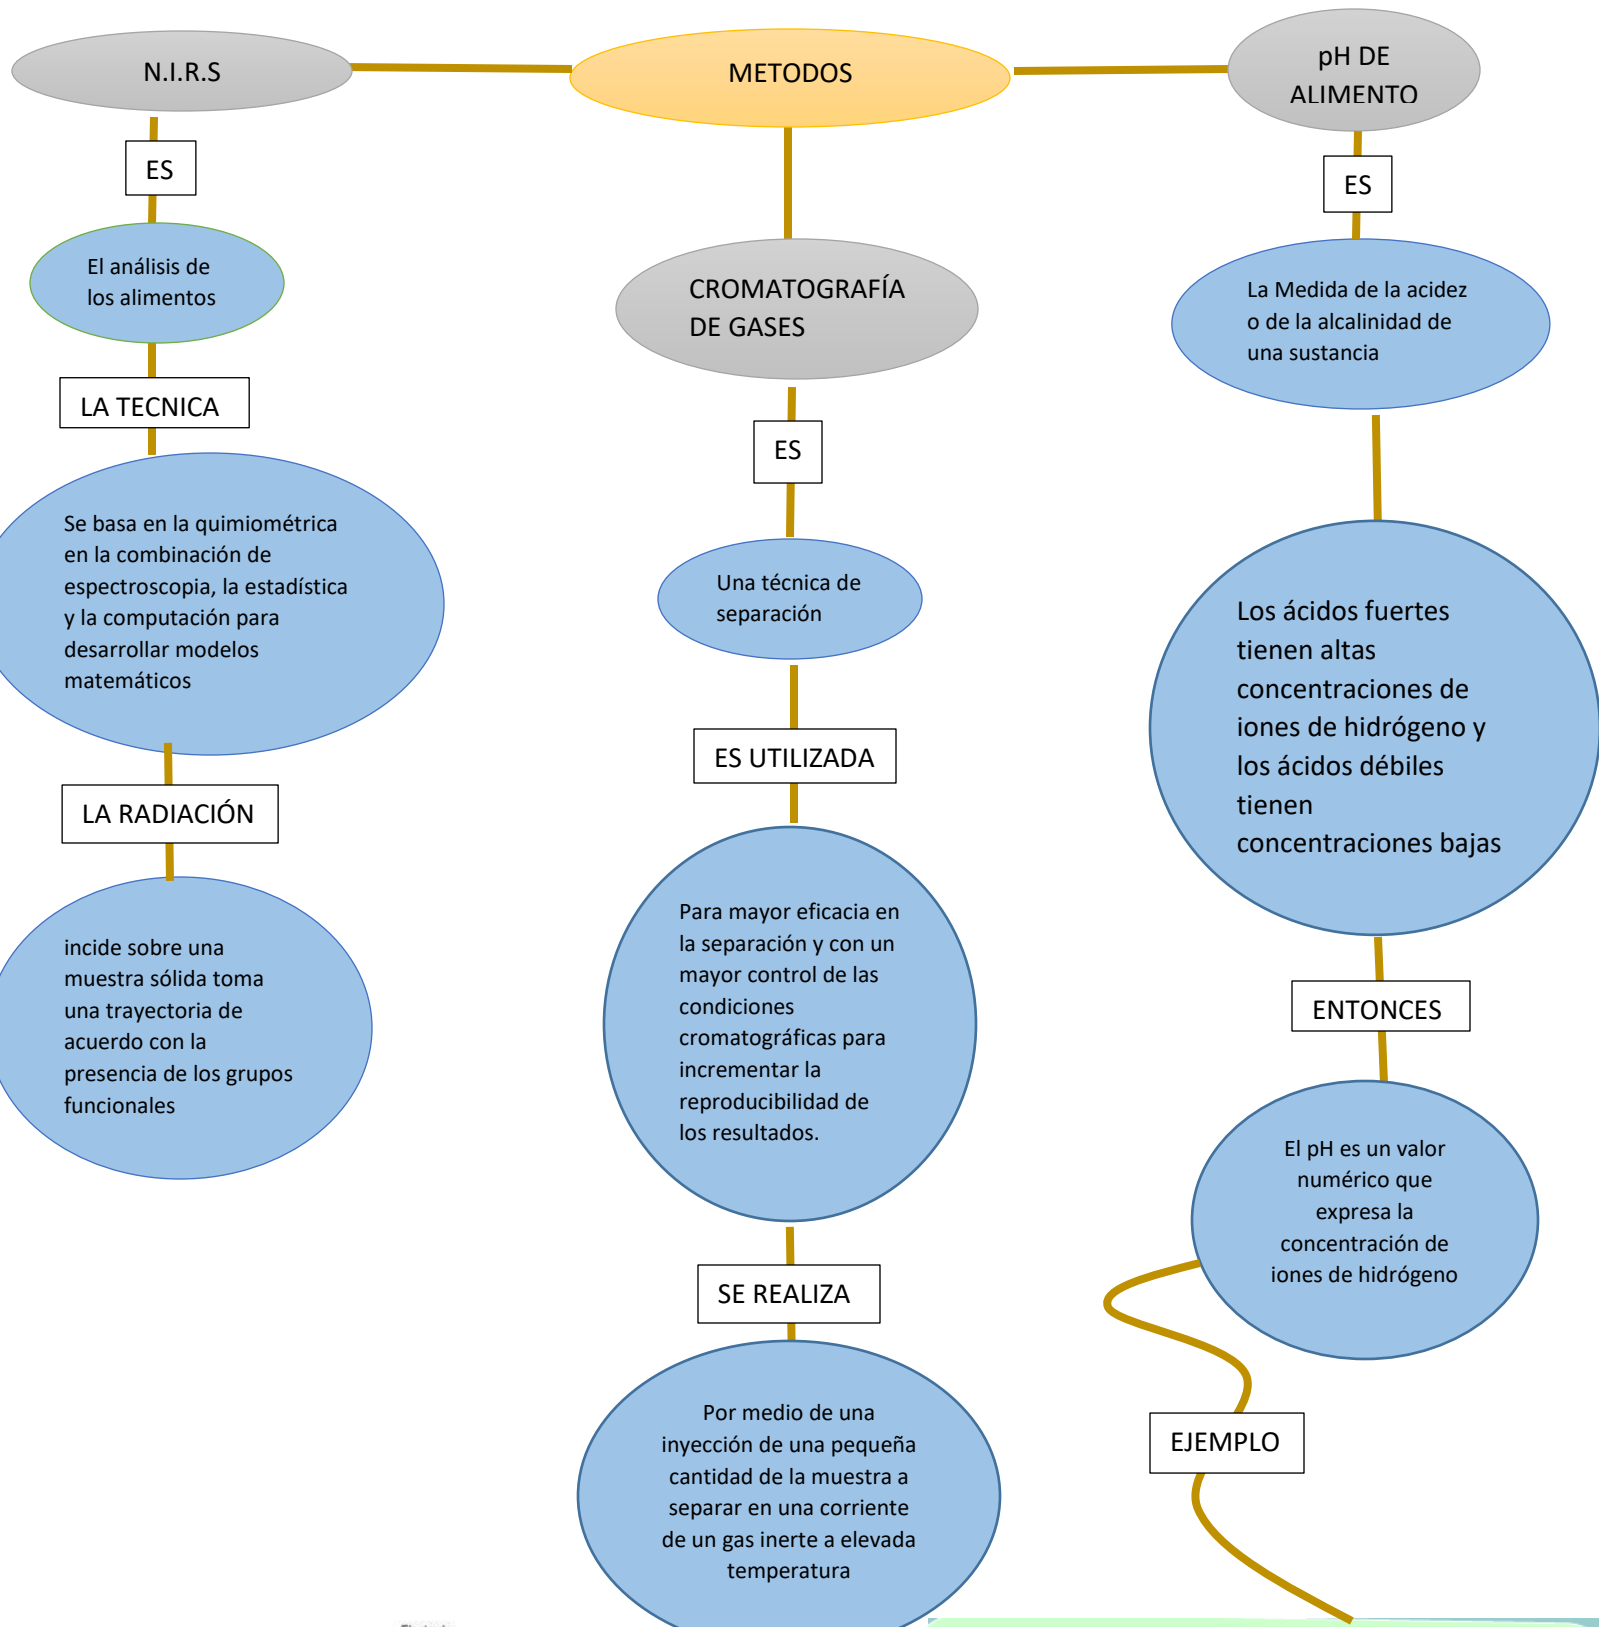 N.I.R.S
METODOS
pH DE
ALIMENTO
ES
El análisis de
los alimentos
LA TECNICA
Se basa en la quimiométrica
en la combinación de
espectroscopia, la estadística
y la computación para
desarrollar modelos
matemáticos
LA RADIACIÓN
incide sobre una
muestra sólida toma
una trayectoria de
acuerdo con la
presencia de los grupos
funcionales
CROMATOGRAFÍA
DE GASES
ES
Una técnica de
separación
ES UTILIZADA
Para mayor eficacia en
la separación y con un
mayor control de las
condiciones
cromatográficas para
incrementar la
reproducibilidad de
los resultados.
SE REALIZA
Por medio de una
inyección de una pequeña
cantidad de la muestra a
separar en una corriente
de un gas inerte a elevada
temperatura
ES
La Medida de la acidez
o de la alcalinidad de
una sustancia
Los ácidos fuertes
tienen altas
concentraciones de
iones de hidrógeno y
los ácidos débiles
tienen
concentraciones bajas
ENTONCES
El pH es un valor
numérico que
expresa la
concentración de
iones de hidrógeno
EJEMPLO